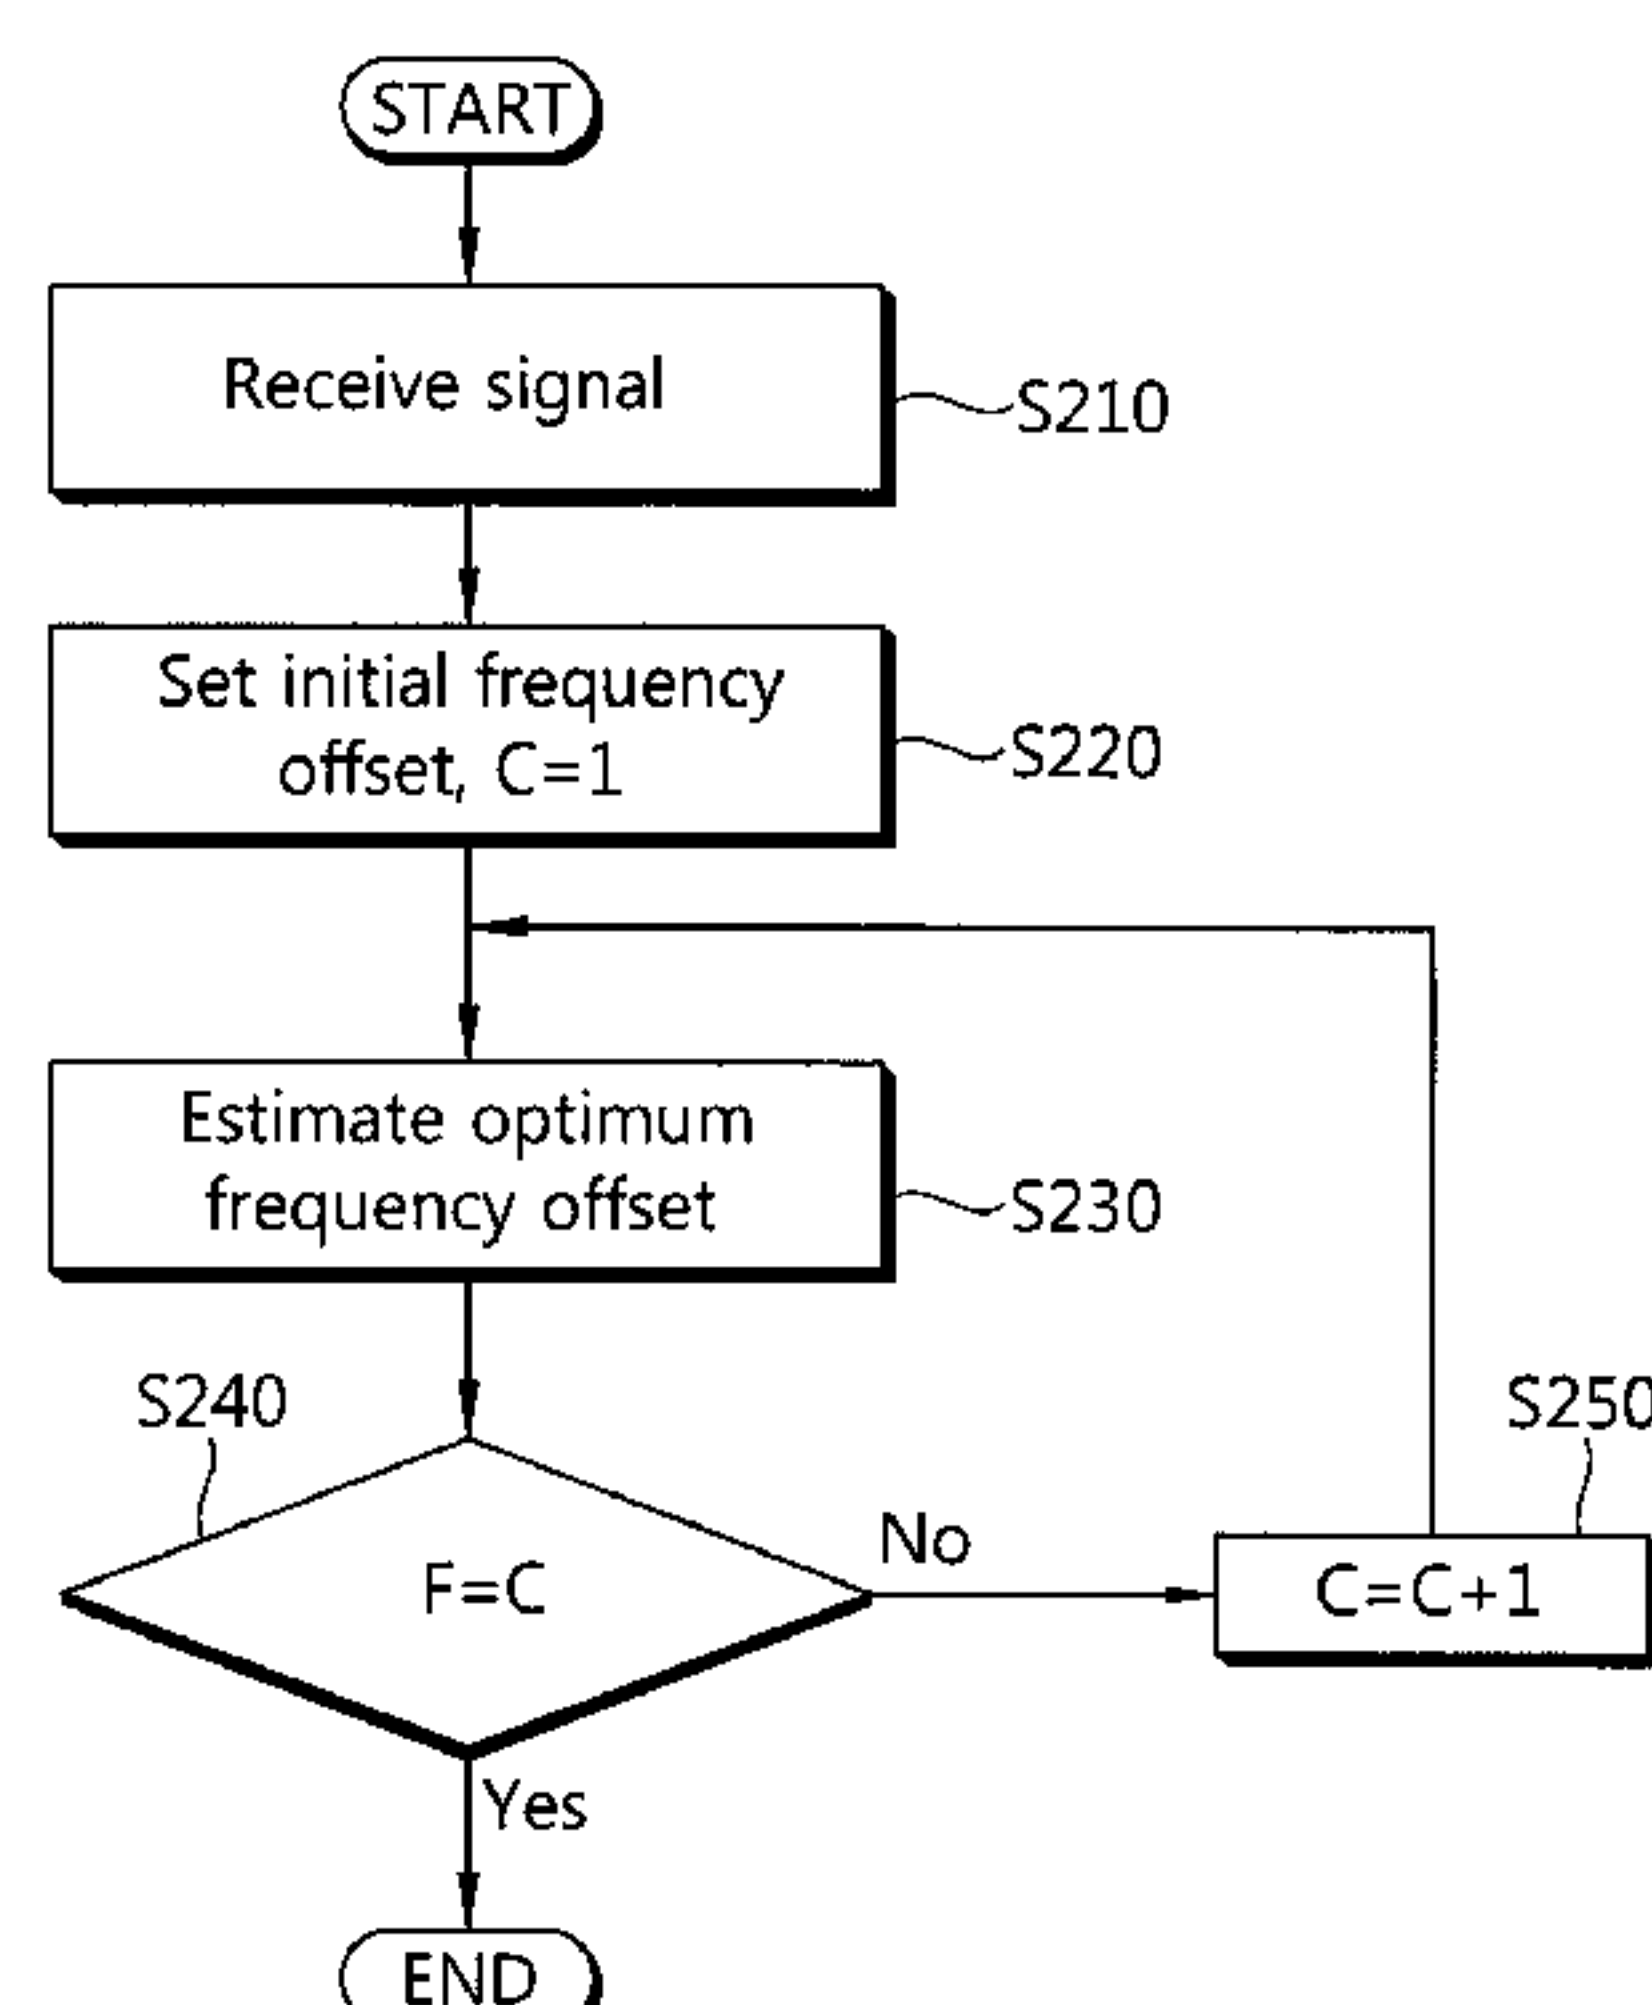 START
Receive signal
S210
Set initial frequency
offset, C=1
S220
Estimate optimum
frequency offset
S230
S240
S250
F=C
No
C=C+1
Yes
END